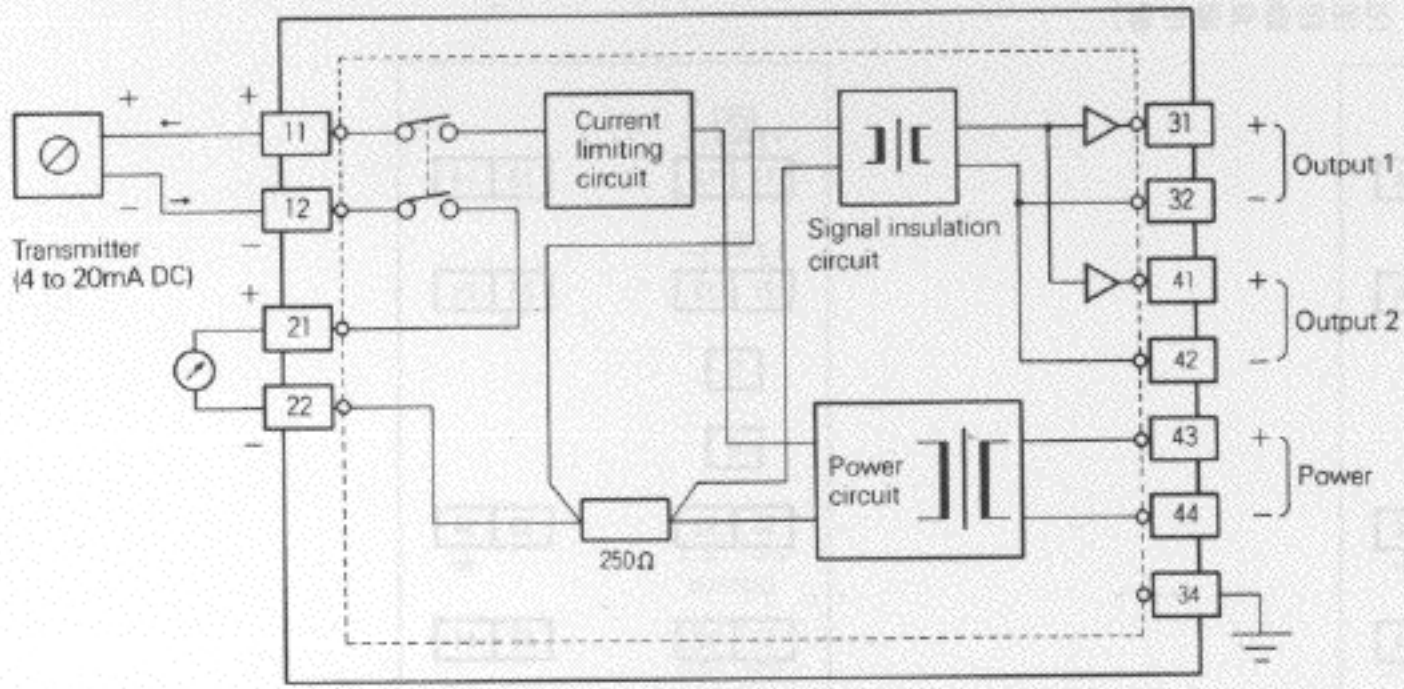 +
+
11
12
−
−
Transmitter
(4 to 20mA DC)
+
21
22
−
Current
limiting
circuit
Signal insulation
circuit
250Ω
Power
circuit
31
+
Output 1
32
−
41
+
Output 2
42
−
43
+
Power
44
−
34